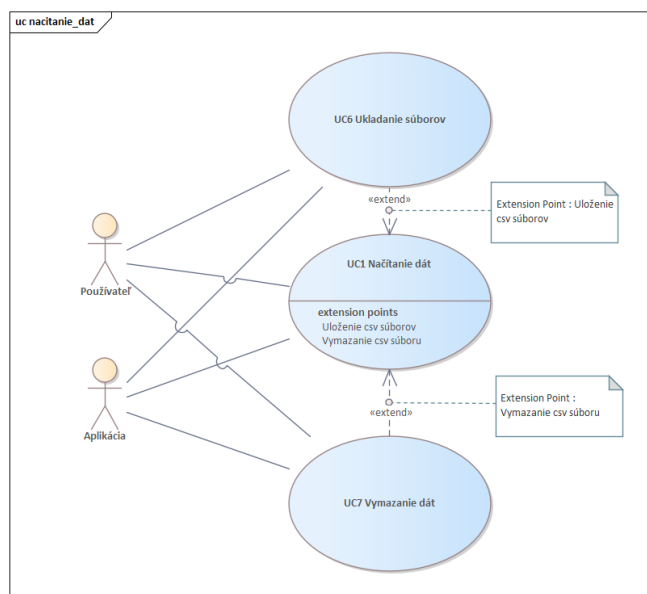 uc nacitanie_dat
UC6 Ukladanie súborov
«extend»
Extension Point : Uloženie
csv súborov
Používateľ
UC1 Načítanie dát
extension points
Uloženie csv súborov
Vymazanie csv súboru
Aplikácia
«extend»
Extension Point :
Vymazanie csv súboru
UC7 Vymazanie dát